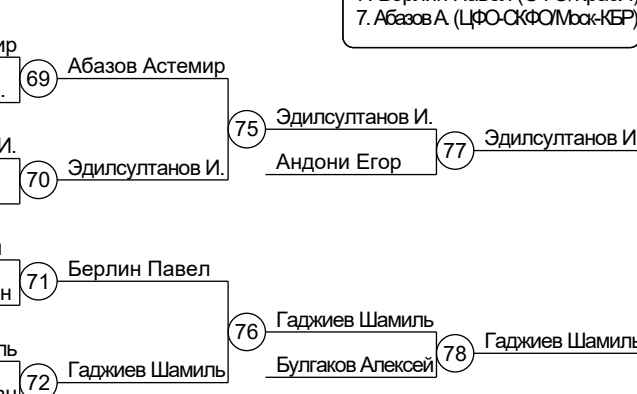 7. Абазов А. (ЦФО-СКФО/Моск-КБР)
69
Абазов Астемир
75
Эдилсултанов И.
77
Эдилсултанов И
Андони Егор
И.
70
Эдилсултанов И.
71
Берлин Павел
н
76
Гаджиев Шамиль
78
Гаджиев Шамиль
Булгаков Алексей
ль
72
Гаджиев Шамиль